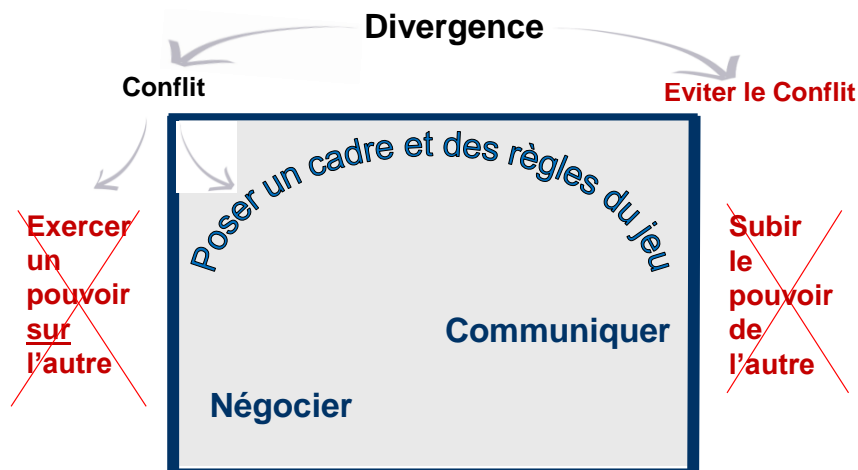 Divergence
Conflit
Eviter le Conflit
Poser un cadre et des règles du jeu
Exercer
un
pouvoir
sur
l'autre
Subir
le
pouvoir
de
l'autre
Communiquer
Négocier